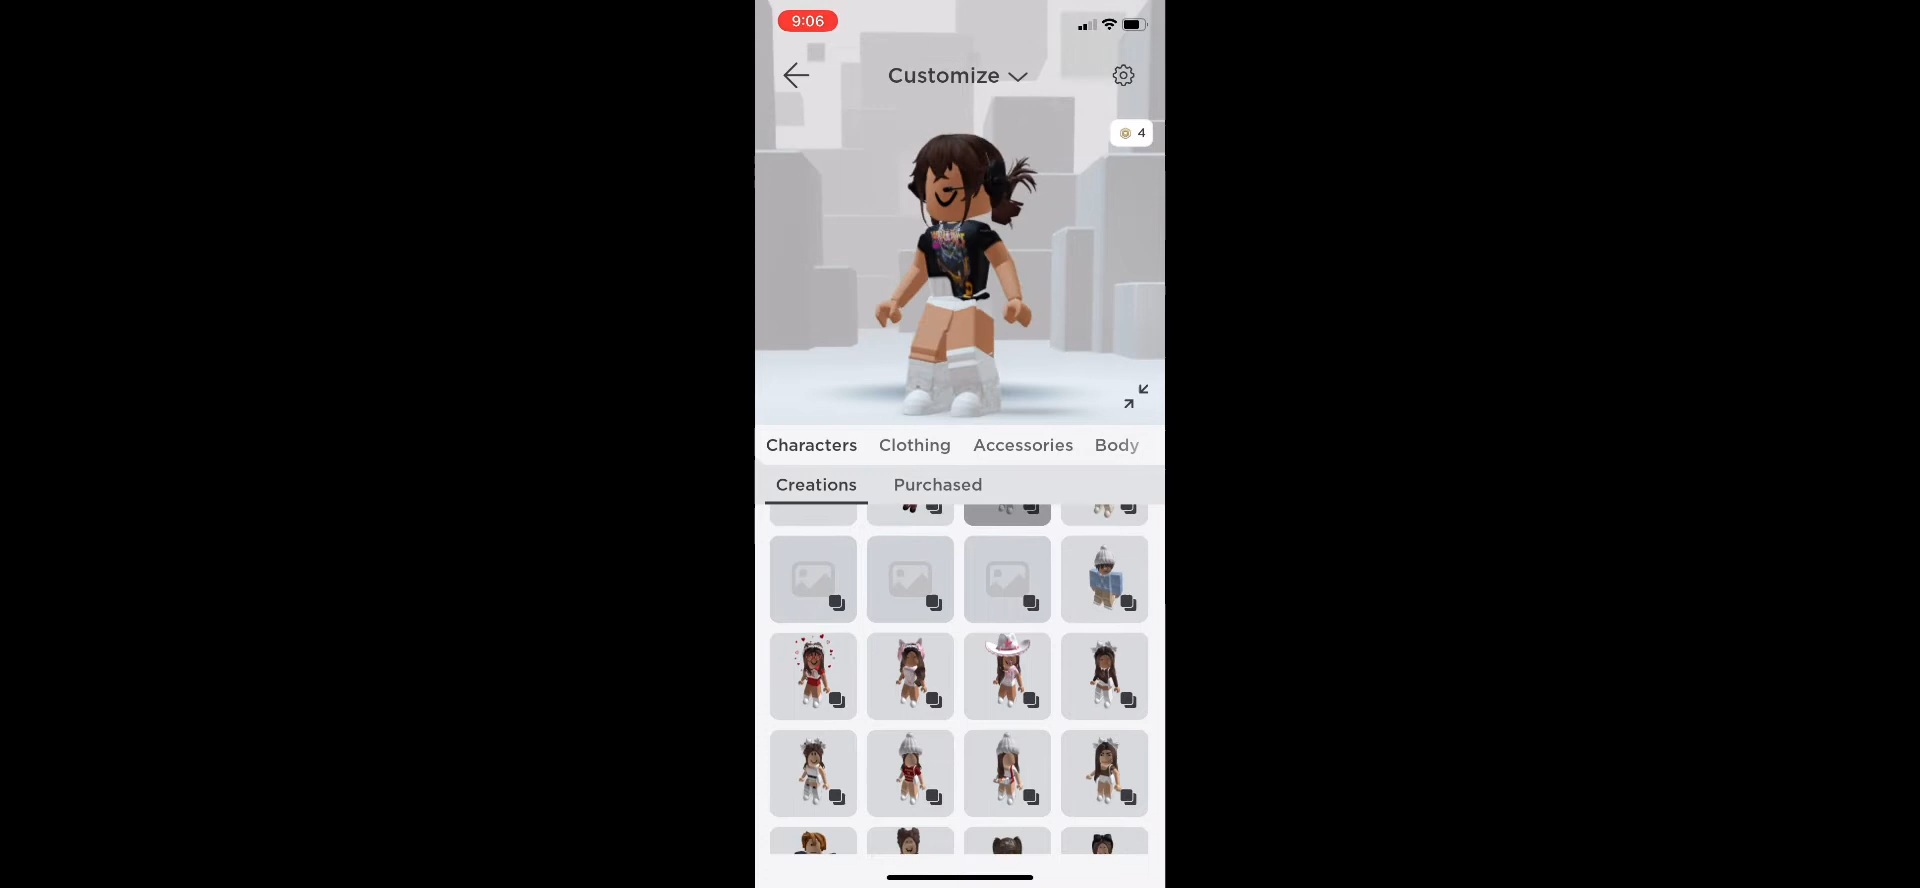 9:06
Customize
4
Characters Clothing Accessories Body
Creations Purchased